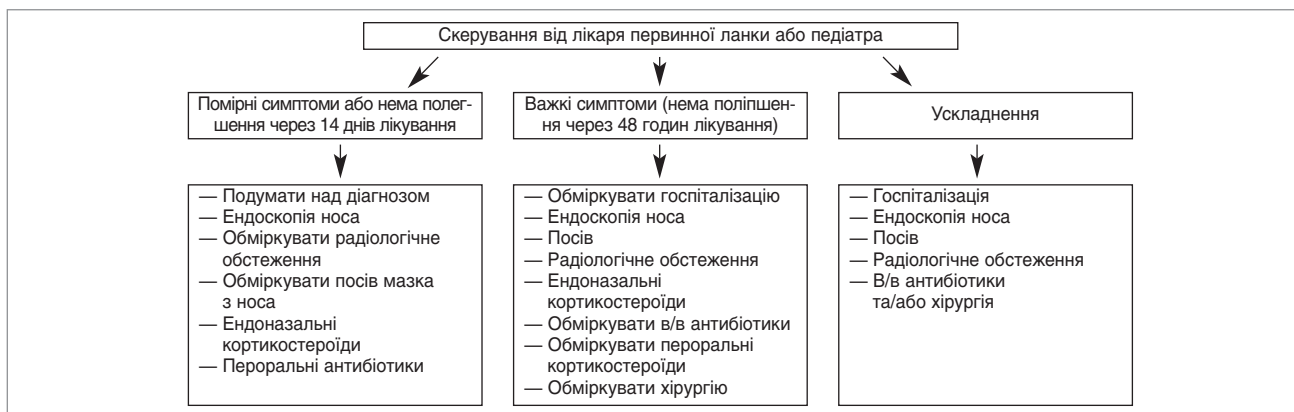 Скерування від лікаря первинної ланки або педіатра
Помірні симптоми або нема полег-
шення через 14 днів лікування
Важкі симптоми (нема поліпшен-
ня через 48 годин лікування)
Ускладнення
— Подумати над діагнозом
— Ендоскопія носа
— Обміркувати радіологічне
обстеження
— Обміркувати посів мазка
з носа
— Ендоназальні
кортикостероїди
— Пероральні антибіотики
— Обміркувати госпіталізацію
— Ендоскопія носа
— Посів
— Радіологічне обстеження
— Ендоназальні
кортикостероїди
— Обміркувати в/в антибіотики
— Обміркувати пероральні
кортикостероїди
— Обміркувати хірургію
— Госпіталізація
— Ендоскопія носа
— Посів
— Радіологічне обстеження
— В/в антибіотики
та/або хірургія